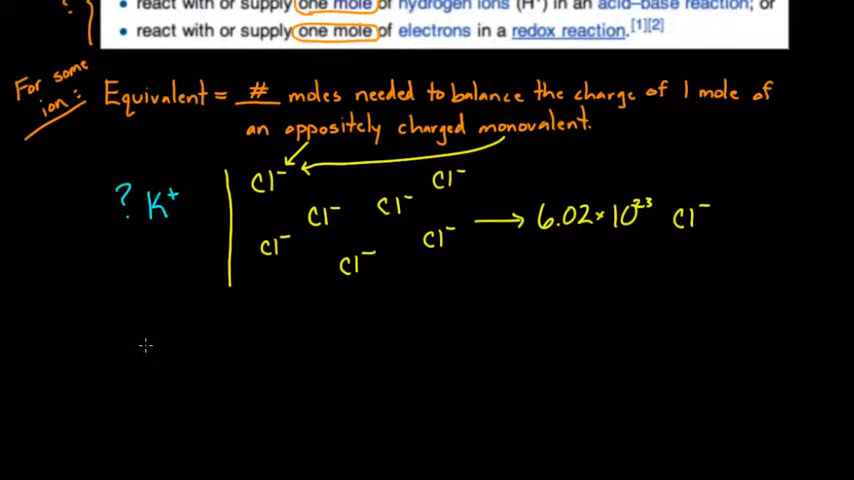 ?
• react with or supply one mole of hydrogen ions (H⁺) in an acid–base reaction; or
• react with or supply one mole of electrons in a redox reaction.[1][2]
For some
ion:
Equivalent = # moles needed to balance the charge of 1 mole of
an oppositely charged monovalent.
? K⁺
Cl⁻ Cl⁻
Cl⁻ Cl⁻
Cl⁻ Cl⁻ → 6.02×10²³ Cl⁻
Cl⁻